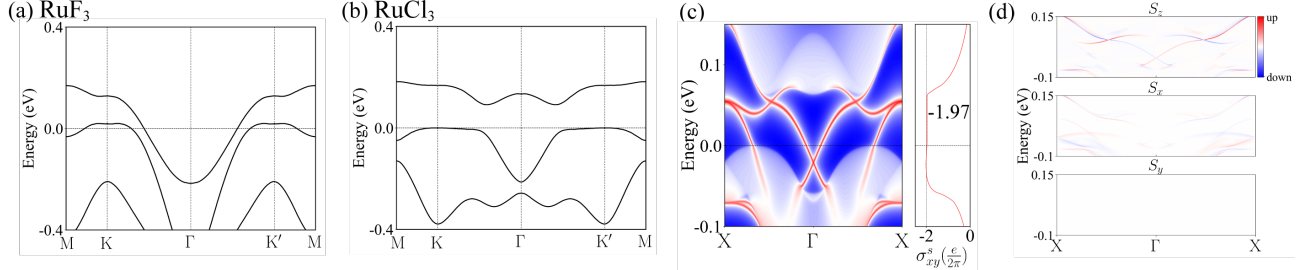 (a) RuF₃
0.4
0.0
-0.4
Energy (eV)
M K Γ K′ M
(b) RuCl₃
0.4
0.0
-0.4
Energy (eV)
M K Γ K′ M
(c)
0.1
0.0
-0.1
Energy (eV)
X Γ X
-1.97
-2 0
σˢₓᵧ(e/2π)
(d)
S_z
0.15
-0.1
up
down
S_x
0.15
-0.1
Energy (eV)
S_y
0.15
-0.1
X Γ X